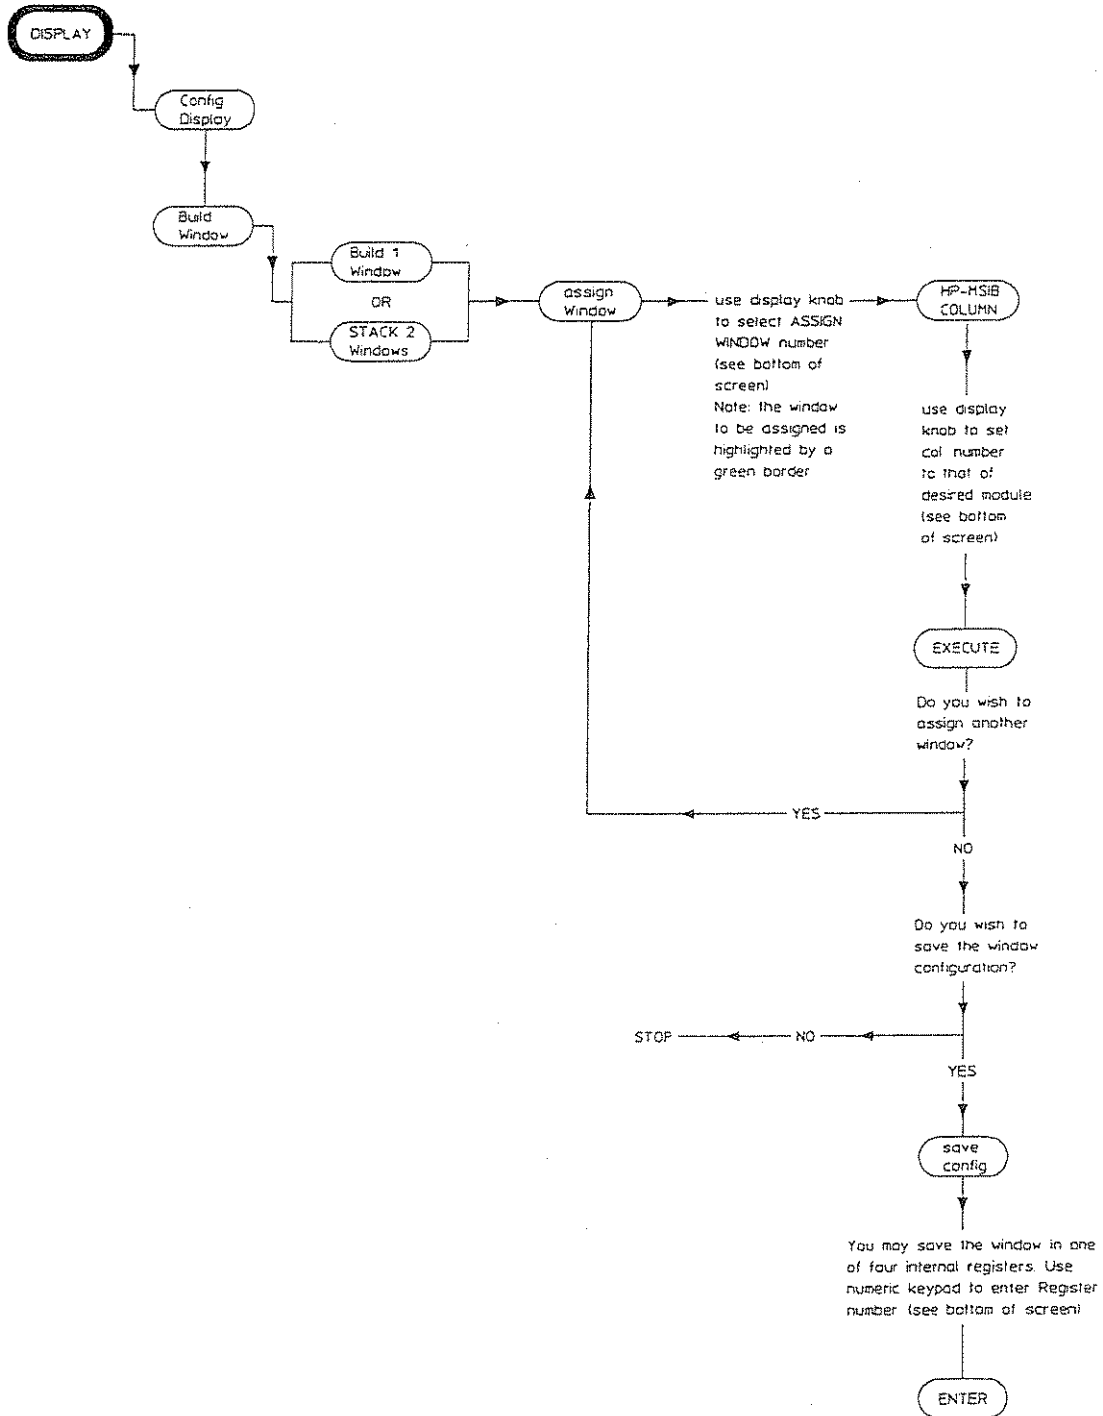 DISPLAY
Config
Display
Build
Window
Build 1
Window
OR
STACK 2
Windows
assign
Window
use display knob
to select ASSIGN
WINDOW number
(see bottom of
screen)
Note: the window
to be assigned is
highlighted by a
green border
HP-MSIB
COLUMN
use display
knob to set
col number
to that of
desired module
(see bottom
of screen)
EXECUTE
Do you wish to
assign another
window?
YES
NO
Do you wish to
save the window
configuration?
STOP
NO
YES
save
config
You may save the window in one
of four internal registers. Use
numeric keypad to enter Register
number (see bottom of screen)
ENTER